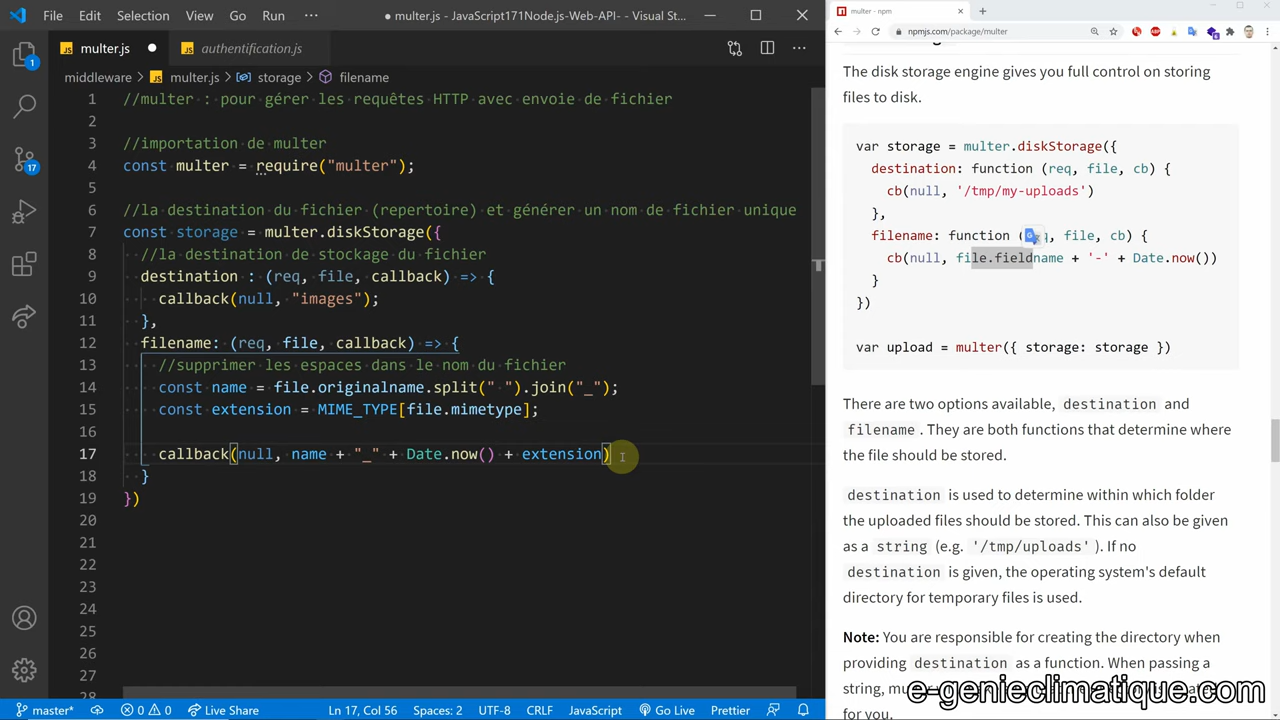 File Edit Selection View Go Run ··· ● multer.js - JavaScript171Node.js-Web-API- - Visual St...
multer.js ● authentification.js
middleware > multer.js > storage > filename
1 //multer : pour gérer les requêtes HTTP avec envoie de fichier
2
3 //importation de multer
4 const multer = require("multer");
5
6 //la destination du fichier (repertoire) et générer un nom de fichier unique
7 const storage = multer.diskStorage({
8 //la destination de stockage du fichier
9 destination : (req, file, callback) => {
10 callback(null, "images");
11 },
12 filename: (req, file, callback) => {
13 //supprimer les espaces dans le nom du fichier
14 const name = file.originalname.split(" ").join("_");
15 const extension = MIME_TYPE[file.mimetype];
16
17 callback(null, name + "_" + Date.now() + extension)
18 }
19 })
20
21
22
23
24
25
26
27
28
1
17
master* 0 0 Live Share Ln 17, Col 56 Spaces: 2 UTF-8 CRLF JavaScript Go Live Prettier
multer - npm
npmjs.com/package/multer
The disk storage engine gives you full control on storing
files to disk.
var storage = multer.diskStorage({
destination: function (req, file, cb) {
cb(null, '/tmp/my-uploads')
},
filename: function ( , file, cb) {
cb(null, file.fieldname + '-' + Date.now())
}
})
var upload = multer({ storage: storage })
There are two options available, destination and
filename. They are both functions that determine where
the file should be stored.
destination is used to determine within which folder
the uploaded files should be stored. This can also be given
as a string (e.g. '/tmp/uploads'). If no
destination is given, the operating system's default
directory for temporary files is used.
Note: You are responsible for creating the directory when
providing destination as a function. When passing a
string,
for you.
e-genieclimatique.com